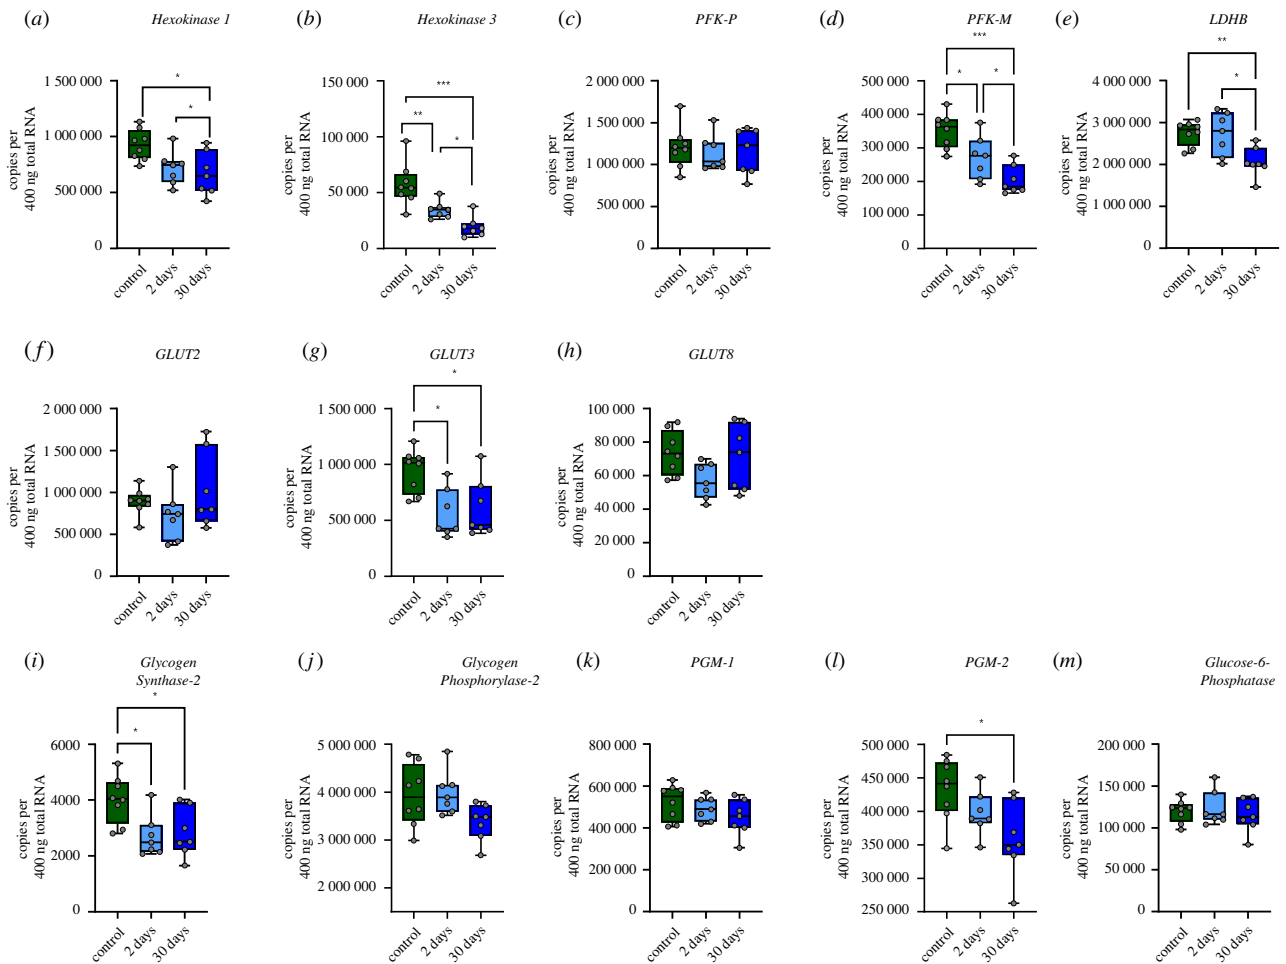 (a) Hexokinase 1
1 500 000
1 000 000
500 000
0
copies per
400 ng total RNA
*
*
control
2 days
30 days
(b) Hexokinase 3
150 000
100 000
50 000
0
copies per
400 ng total RNA
***
**
*
control
2 days
30 days
(c) PFK-P
2 000 000
1 500 000
1 000 000
500 000
0
copies per
400 ng total RNA
control
2 days
30 days
(d) PFK-M
500 000
400 000
300 000
200 000
100 000
0
copies per
400 ng total RNA
***
*
*
control
2 days
30 days
(e) LDHB
4 000 000
3 000 000
2 000 000
1 000 000
0
copies per
400 ng total RNA
**
*
control
2 days
30 days
(f) GLUT2
2 000 000
1 500 000
1 000 000
500 000
0
copies per
400 ng total RNA
control
2 days
30 days
(g) GLUT3
1 500 000
1 000 000
500 000
0
copies per
400 ng total RNA
*
*
control
2 days
30 days
(h) GLUT8
100 000
80 000
60 000
40 000
20 000
0
copies per
400 ng total RNA
control
2 days
30 days
(i) Glycogen
Synthase-2
6000
4000
2000
0
copies per
400 ng total RNA
*
*
control
2 days
30 days
(j) Glycogen
Phosphorylase-2
5 000 000
4 000 000
3 000 000
2 000 000
copies per
400 ng total RNA
control
2 days
30 days
(k) PGM-1
800 000
600 000
400 000
200 000
0
copies per
400 ng total RNA
control
2 days
30 days
(l) PGM-2
500 000
450 000
400 000
350 000
300 000
250 000
copies per
400 ng total RNA
*
control
2 days
30 days
(m) Glucose-6-
Phosphatase
200 000
150 000
100 000
50 000
0
copies per
400 ng total RNA
control
2 days
30 days